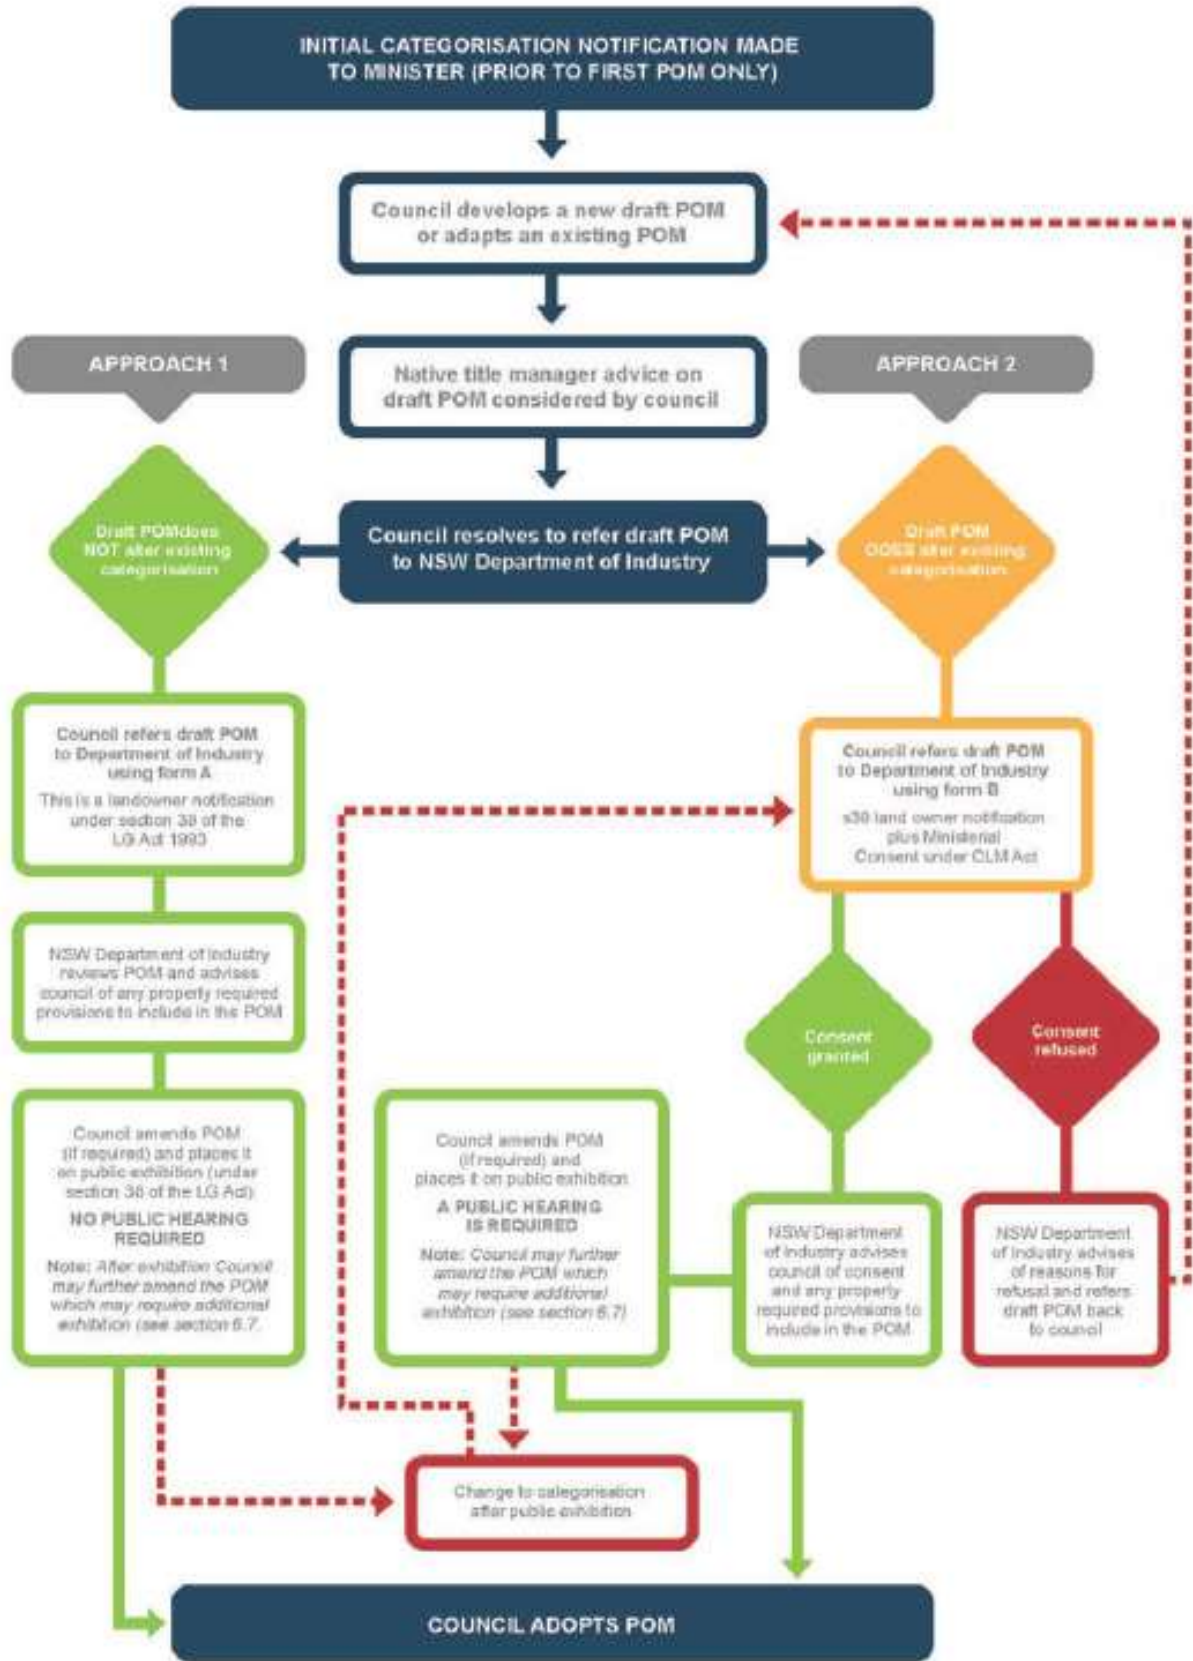 INITIAL CATEGORISATION NOTIFICATION MADE
TO MINISTER (PRIOR TO FIRST POM ONLY)
Council develops a new draft POM
or adapts an existing POM
APPROACH 1
Native title manager advice on
draft POM considered by council
APPROACH 2
Draft POMdoes
NOT alter existing
categorisation
Council resolves to refer draft POM
to NSW Department of Industry
Draft POM
DOES alter existing
categorisation
Council refers draft POM
to Department of Industry
using form A
This is a landowner notification
under section 39 of the
LG Act 1993
Council refers draft POM
to Department of Industry
using form B
s39 land owner notification
plus Ministerial
Consent under CLM Act
NSW Department of Industry
reviews POM and advises
council of any properly required
provisions to include in the POM
Consent
granted
Consent
refused
Council amends POM
(if required) and places it
on public exhibition (under
section 38 of the LG Act)
NO PUBLIC HEARING
REQUIRED
Note: After exhibition Council
may further amend the POM
which may require additional
exhibition (see section 6.7.
Council amends POM
(if required) and
places it on public exhibition
A PUBLIC HEARING
IS REQUIRED
Note: Council may further
amend the POM which
may require additional
exhibition (see section 6.7)
NSW Department
of Industry advises
council of consent
and any properly
required provisions to
include in the POM
NSW Department
of Industry advises
of reasons for
refusal and refers
draft POM back
to council
Change to categorisation
after public exhibition
COUNCIL ADOPTS POM